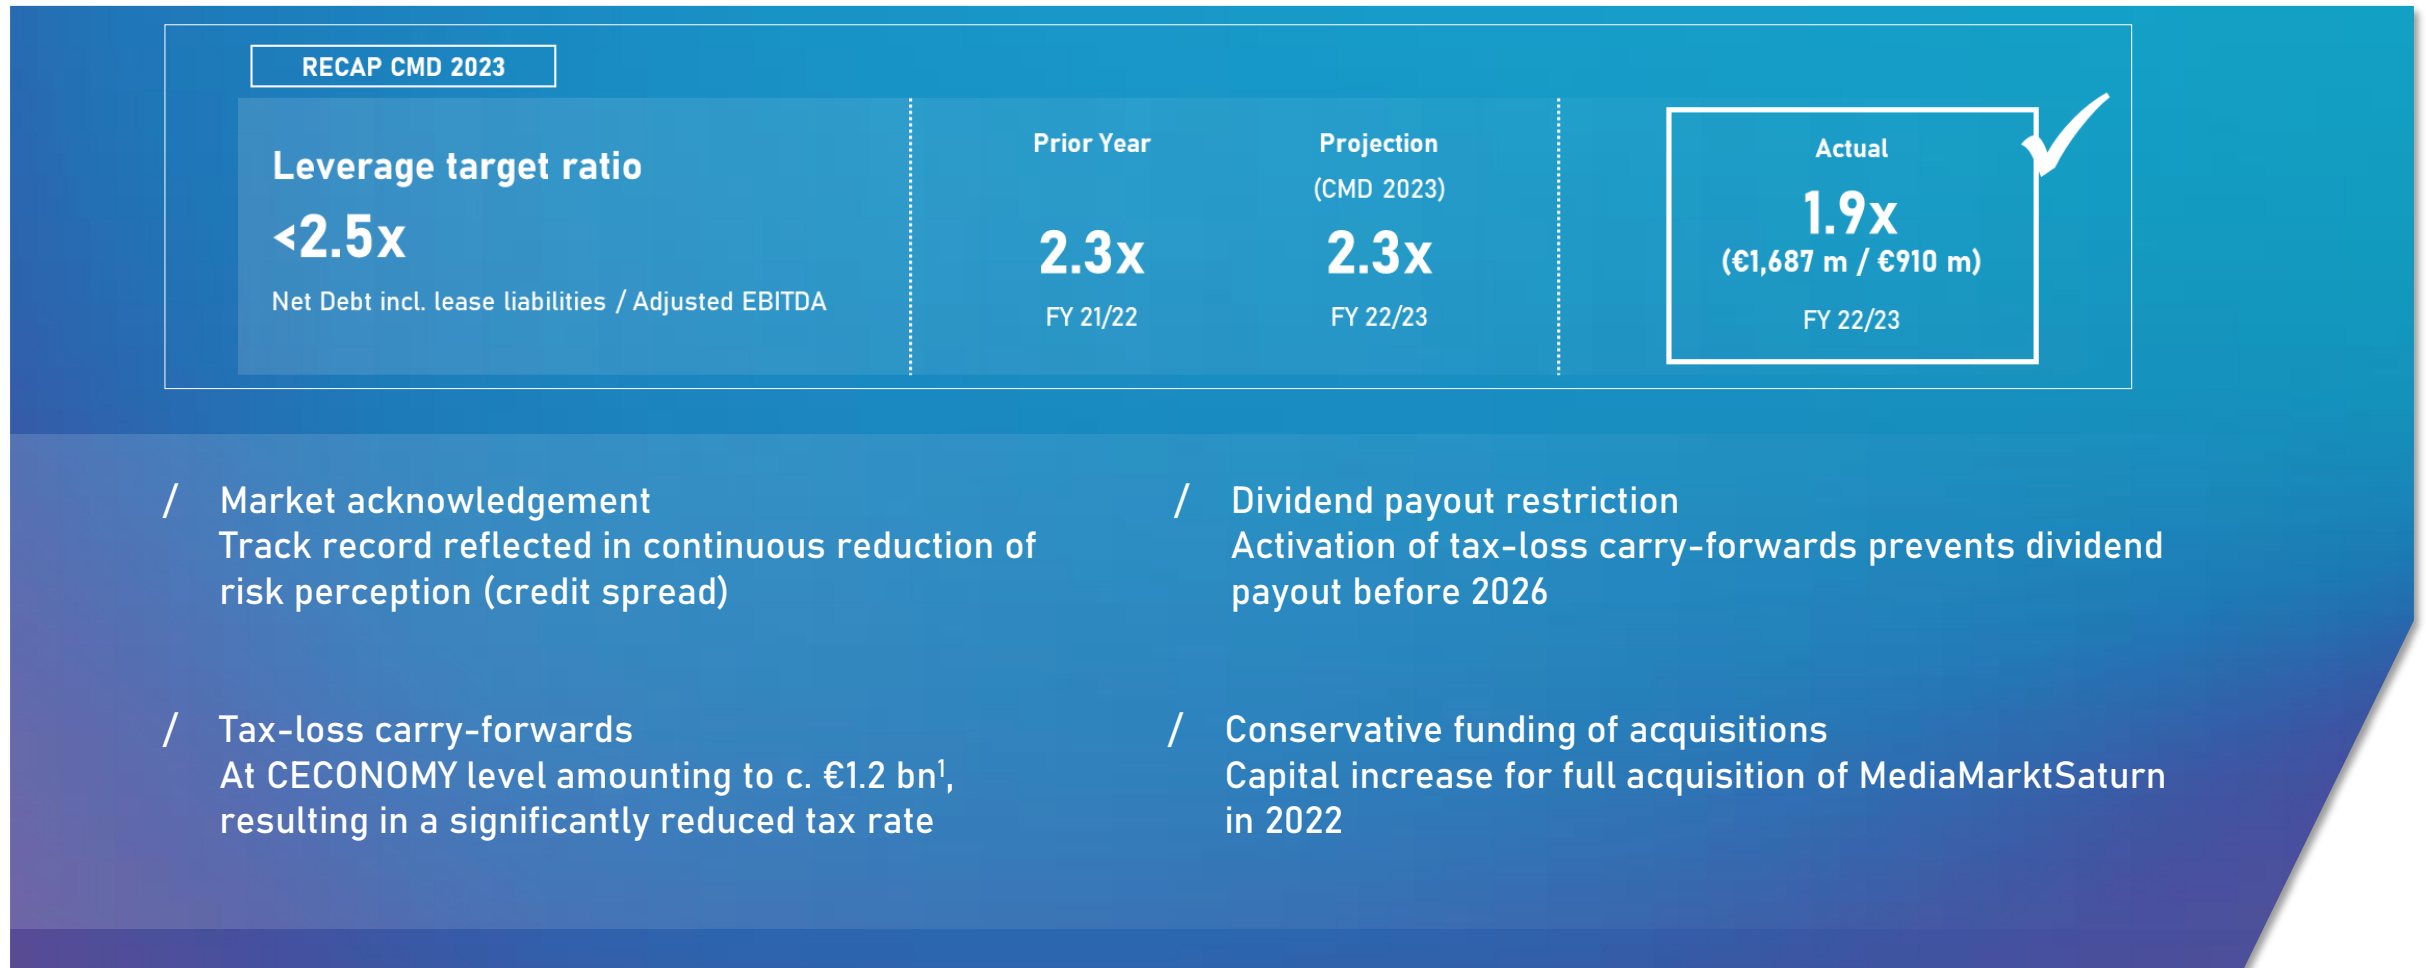 RECAP CMD 2023
Leverage target ratio
<2.5x
Net Debt incl. lease liabilities / Adjusted EBITDA
Prior Year
2.3x
FY 21/22
Projection
(CMD 2023)
2.3x
FY 22/23
Actual
1.9x
(€1,687 m / €910 m)
FY 22/23
/ Market acknowledgement
Track record reflected in continuous reduction of
risk perception (credit spread)
/ Tax-loss carry-forwards
At CECONOMY level amounting to c. €1.2 bn¹,
resulting in a significantly reduced tax rate
/ Dividend payout restriction
Activation of tax-loss carry-forwards prevents dividend
payout before 2026
/ Conservative funding of acquisitions
Capital increase for full acquisition of MediaMarktSaturn
in 2022